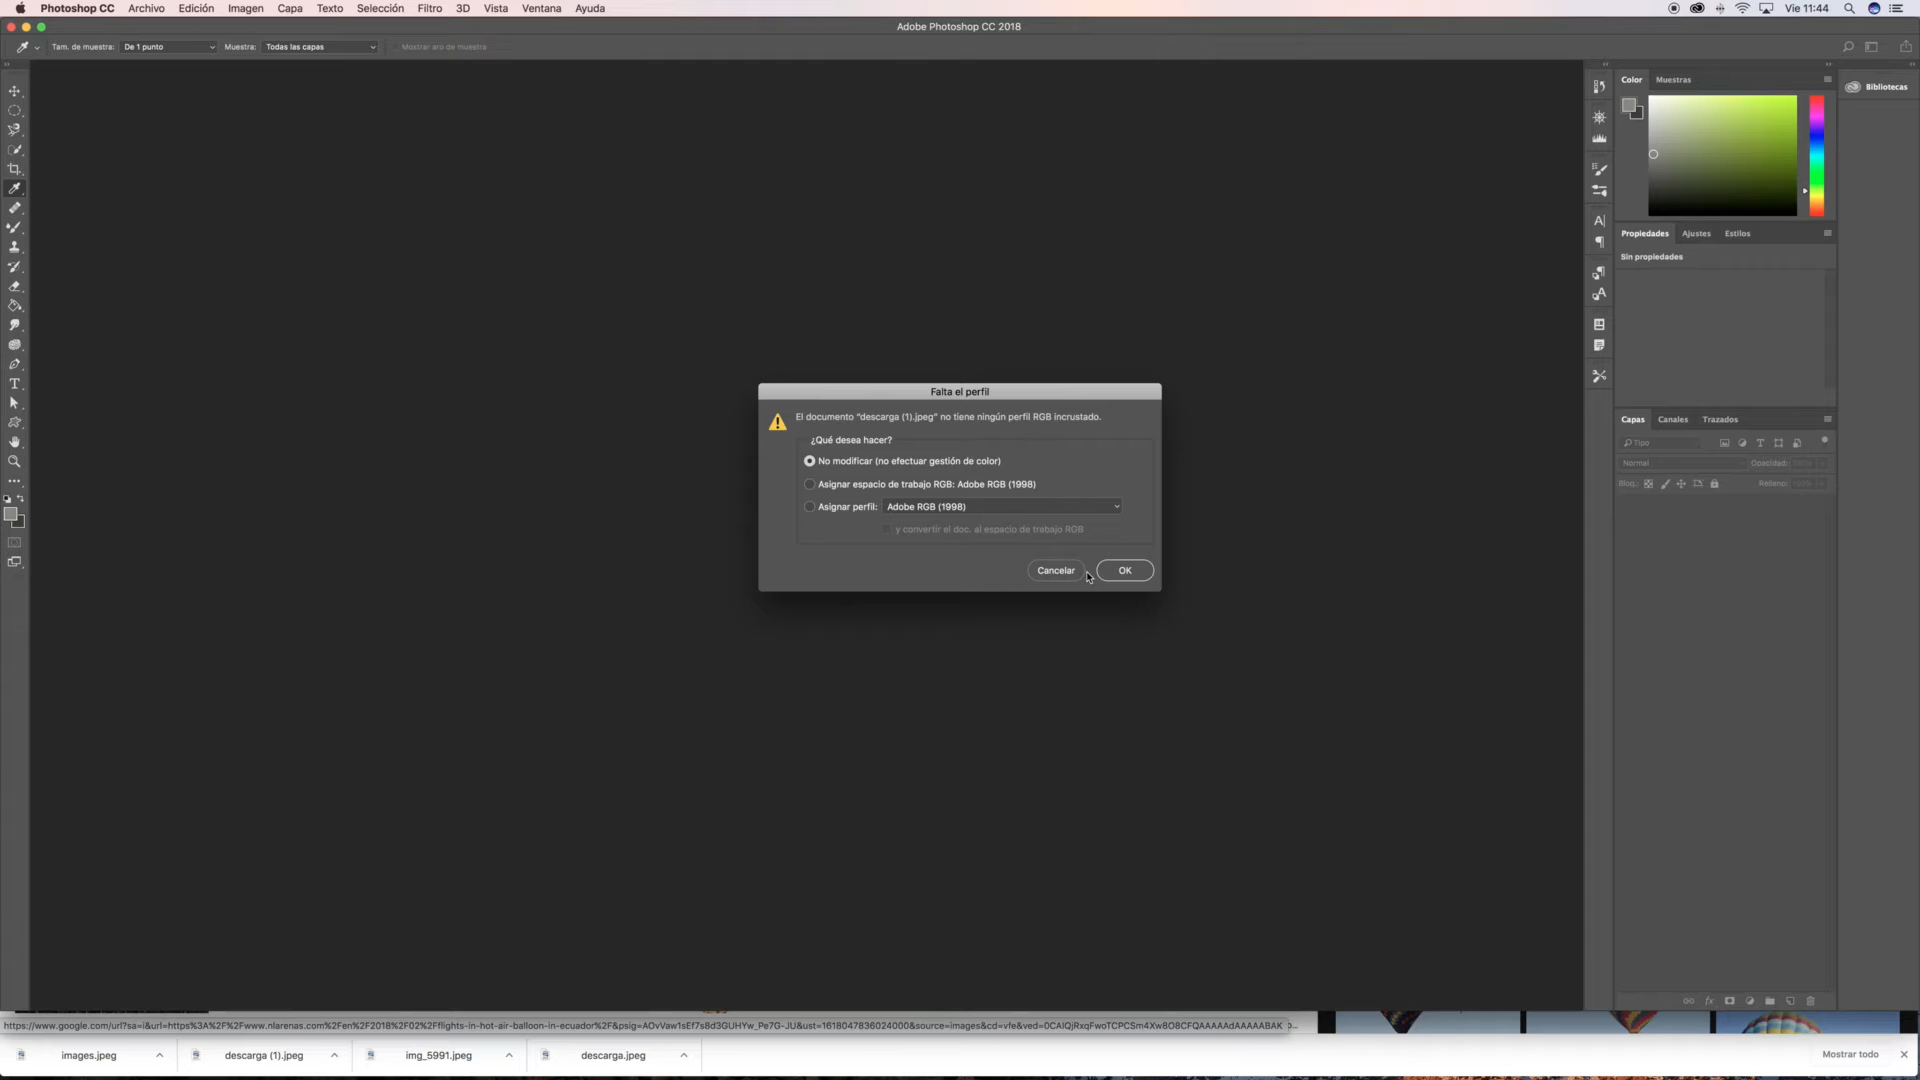 Photoshop CC Archivo Edición Imagen Capa Texto Selección Filtro 3D Vista Ventana Ayuda Vie 11:44
Adobe Photoshop CC 2018
Tam. de muestra: De 1 punto Muestra: Todas las capas Mostrar aro de muestra
Color Muestras
Bibliotecas
Propiedades Ajustes Estilos
Sin propiedades
Falta el perfil
El documento “descarga (1).jpeg” no tiene ningún perfil RGB incrustado.
¿Qué desea hacer?
No modificar (no efectuar gestión de color)
Asignar espacio de trabajo RGB: Adobe RGB (1998)
Asignar perfil: Adobe RGB (1998)
y convertir el doc. al espacio de trabajo RGB
Cancelar OK
Capas Canales Trazados
Tipo
Normal Opacidad:
Bloq.: Relleno:
images.jpeg descarga (1).jpeg img_5991.jpeg descarga.jpeg Mostrar todo